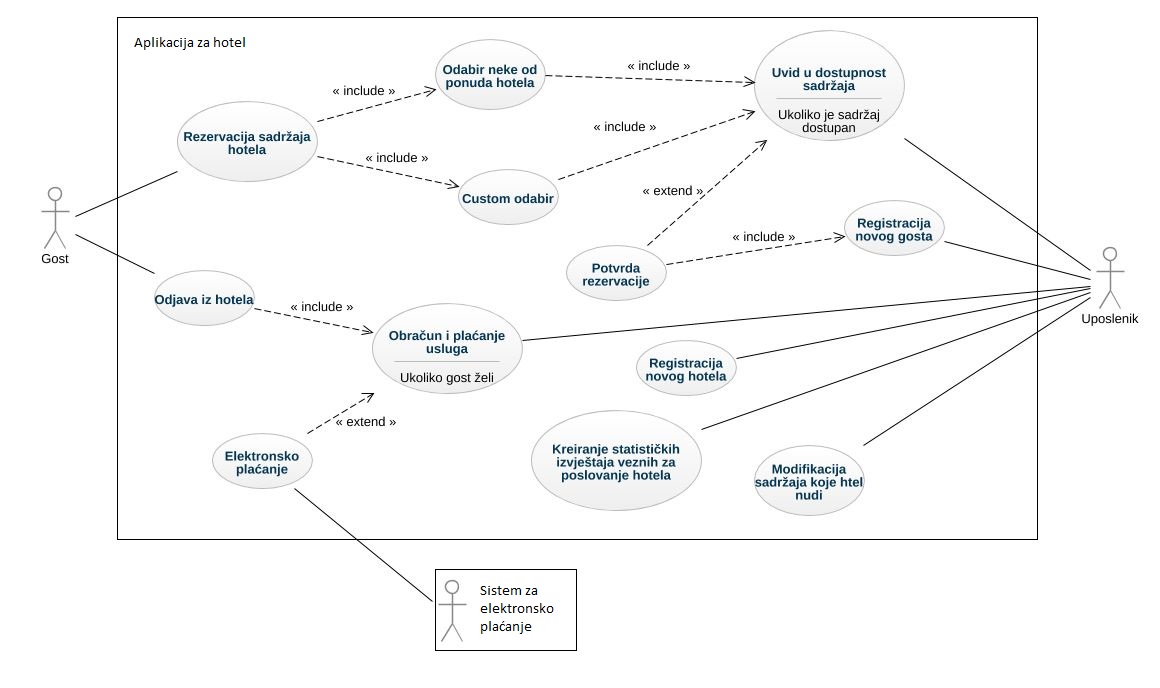 Aplikacija za hotel
Odabir neke od
ponuda hotela
« include »
Uvid u dostupnost
sadržaja
Ukoliko je sadržaj
dostupan
« include »
Rezervacija sadržaja
hotela
« include »
« include »
Custom odabir
« extend »
Gost
Registracija
novog gosta
« include »
Potvrda
rezervacije
Uposlenik
Odjava iz hotela
« include »
Obračun i plaćanje
usluga
Ukoliko gost želi
Registracija
novog hotela
« extend »
Elektronsko
plaćanje
Kreiranje statističkih
izvještaja veznih za
poslovanje hotela
Modifikacija
sadržaja koje htel
nudi
Sistem za
elektronsko
plaćanje